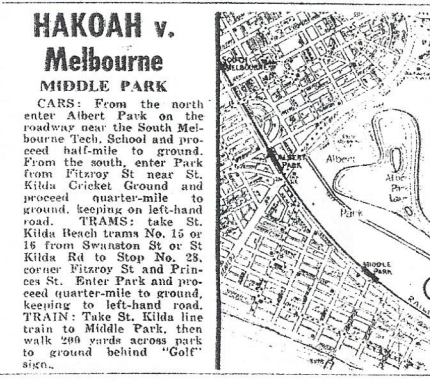 HAKOAH v.
Melbourne
MIDDLE PARK
CARS: From the north
enter Albert Park on the
roadway near the South Mel-
bourne Tech. School and pro-
ceed half-mile to ground.
From the south, enter Park
from Fitzroy St near St.
Kilda Cricket Ground and
proceed quarter-mile to
ground, keeping on left-hand
road. TRAMS: take St.
Kilda Beach trams No. 15 or
16 from Swanston St or St
Kilda Rd to Stop No. 28,
corner Fitzroy St and Prin-
ces St. Enter Park and pro-
ceed quarter-mile to ground,
keeping to left-hand road.
TRAIN: Take St. Kilda line
train to Middle Park, then
walk 200 yards across park
to ground behind "Golf"
sign.
SOUTH
MELBOURNE
ALBERT
PARK
Albert
Park
Albert
Park
MIDDLE
PARK